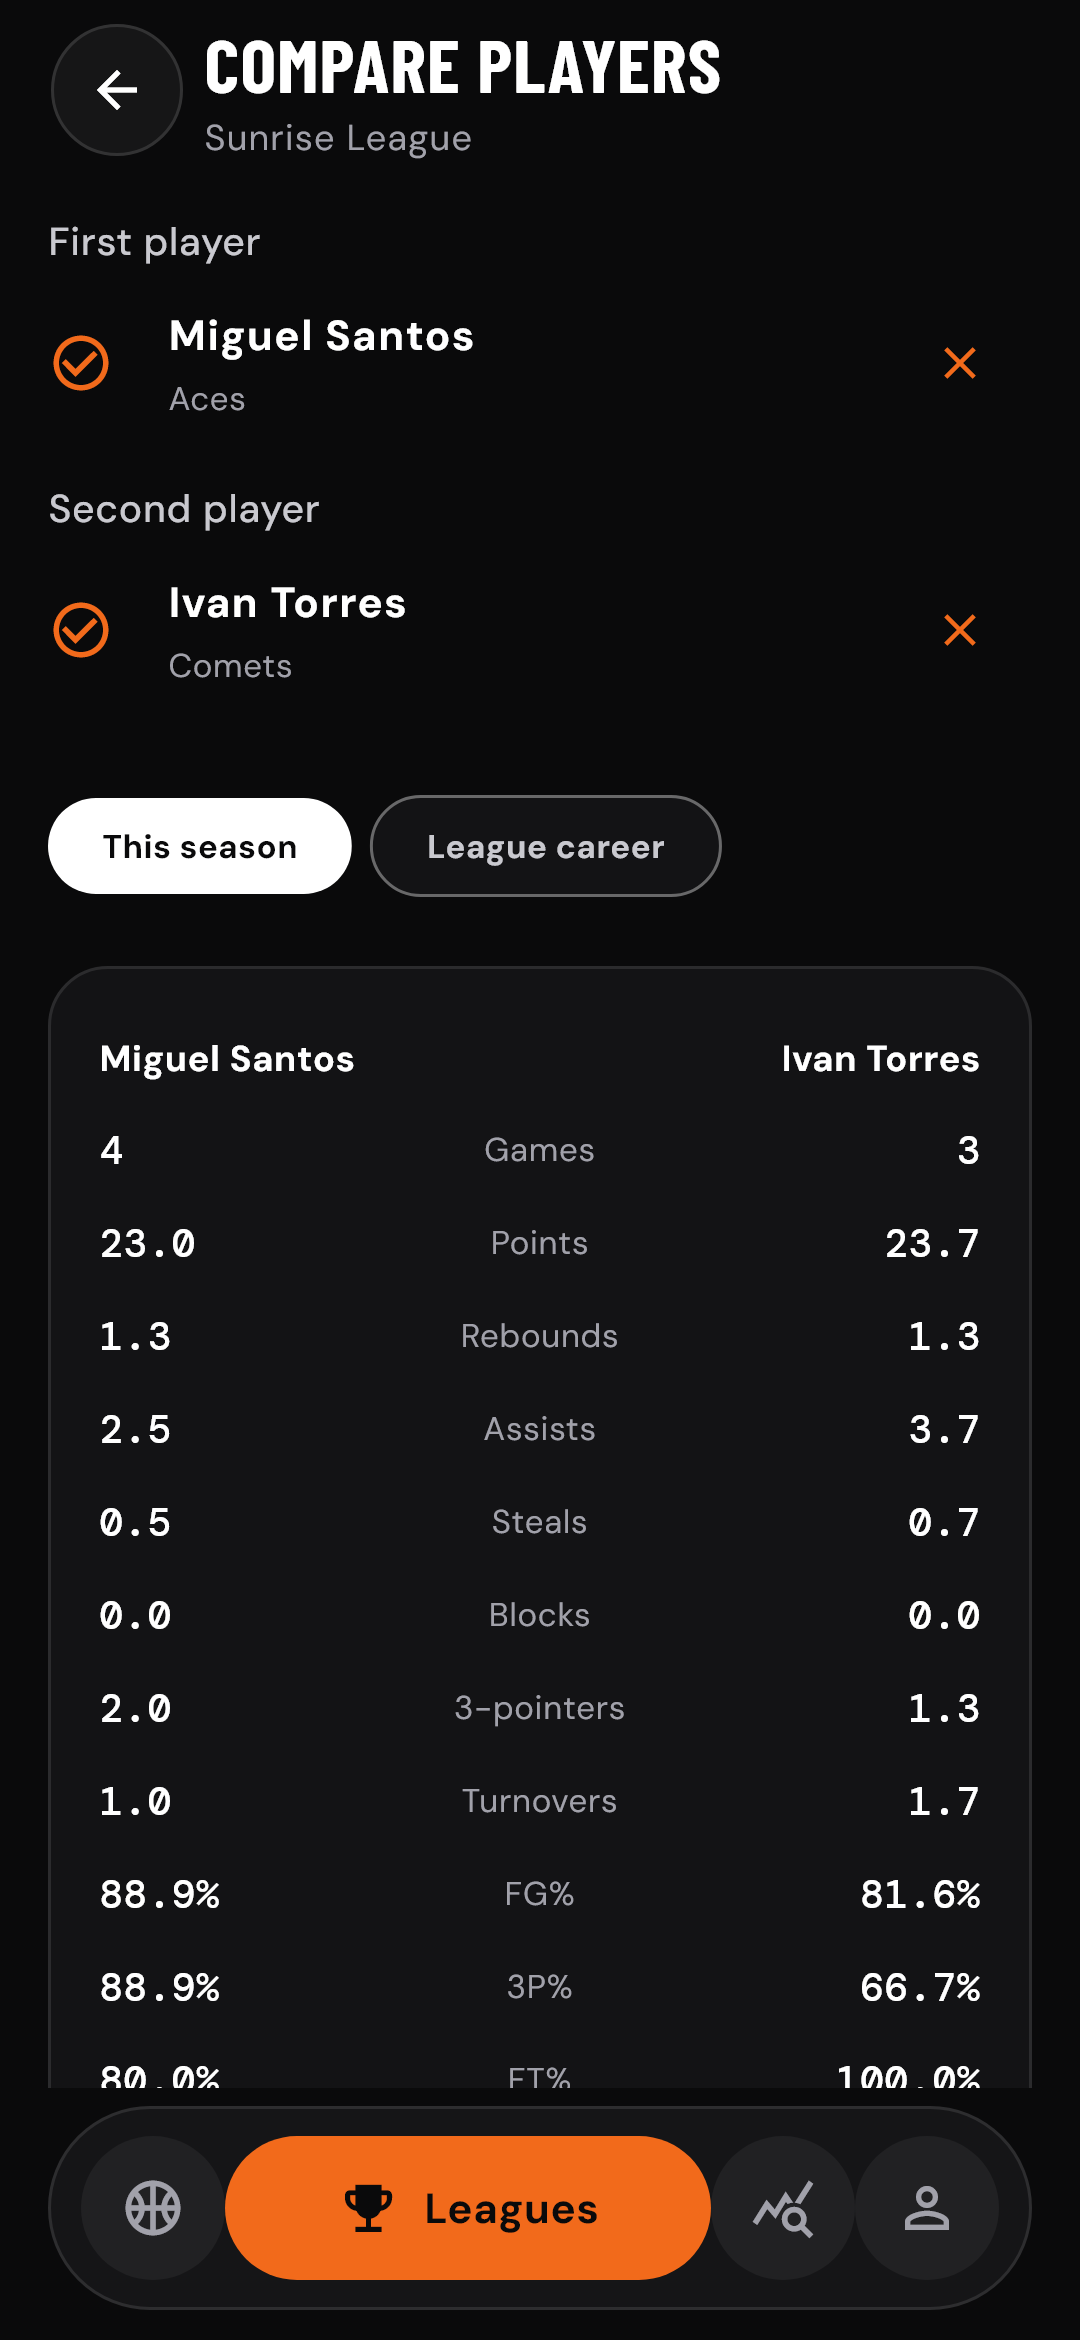 COMPARE PLAYERS
Sunrise League
First player
Miguel Santos
Aces
Second player
Ivan Torres
Comets
This season League career
Miguel Santos Ivan Torres
4 Games 3
23.0 Points 23.7
1.3 Rebounds 1.3
2.5 Assists 3.7
0.5 Steals 0.7
0.0 Blocks 0.0
2.0 3-pointers 1.3
1.0 Turnovers 1.7
88.9% FG% 81.6%
88.9% 3P% 66.7%
80.0% FT% 100.0%
Leagues